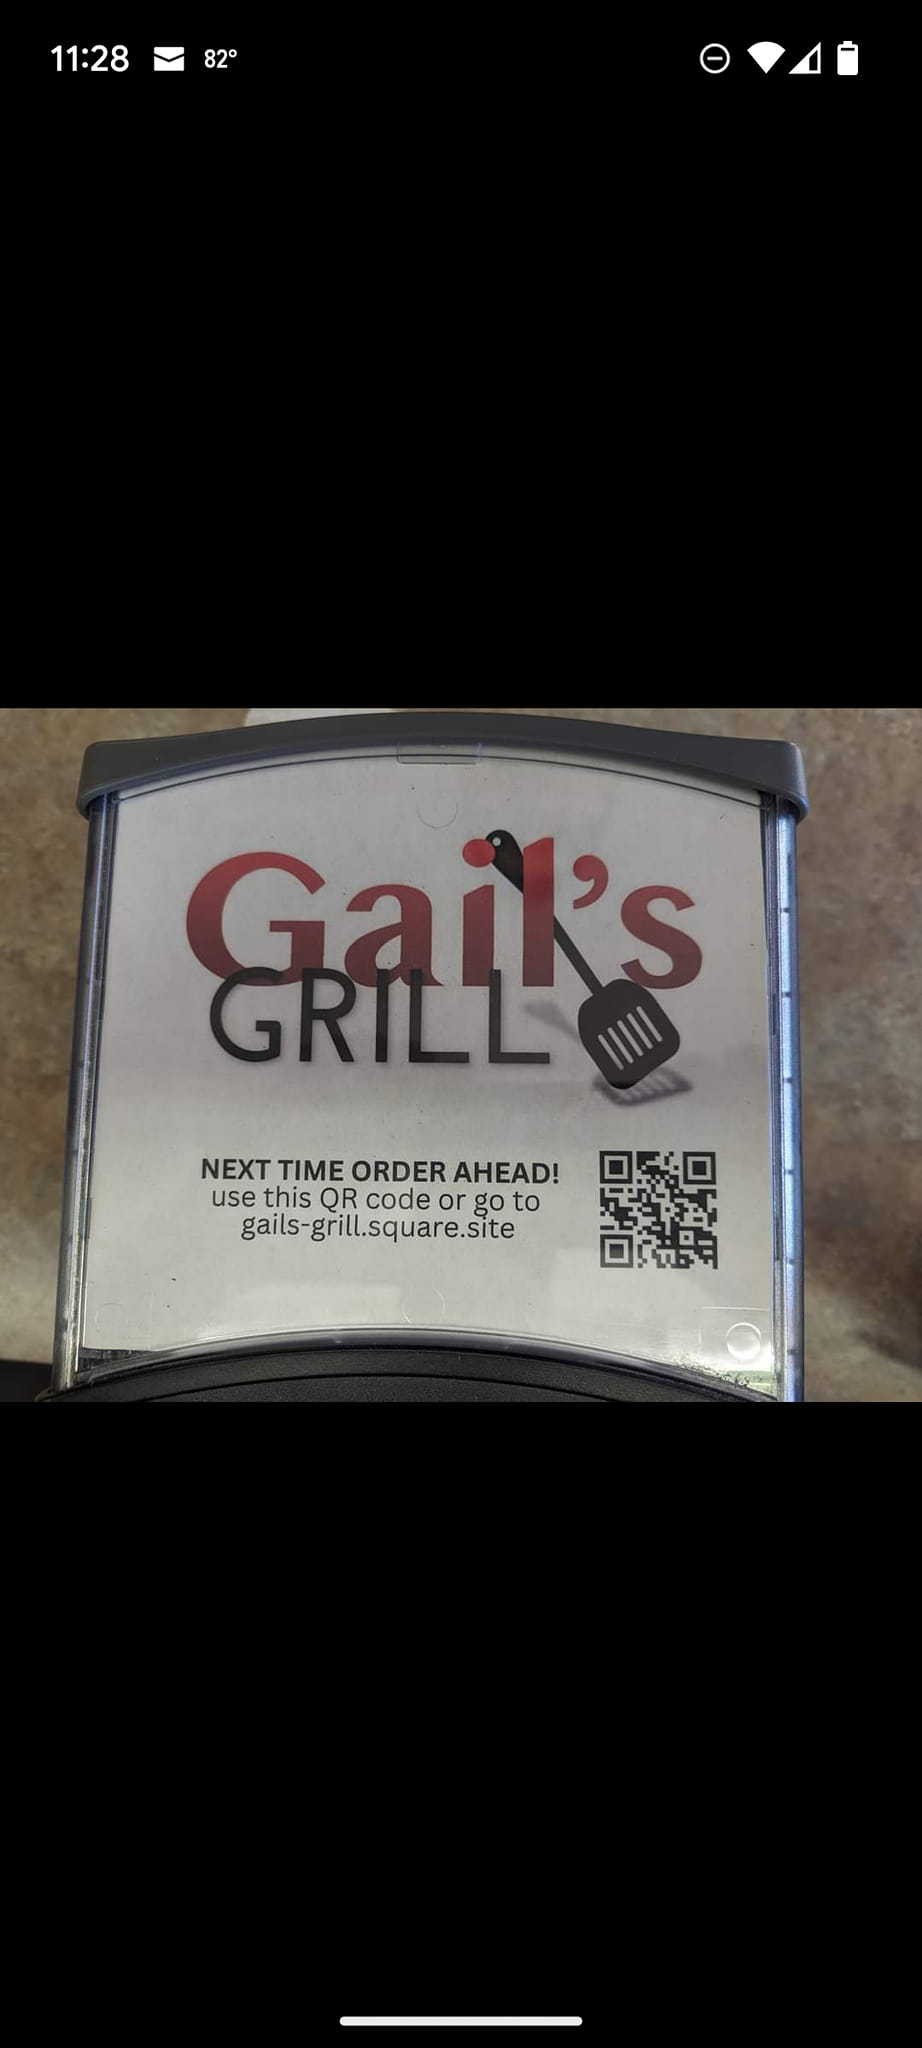 11:28 82°
Gail's
GRILL
NEXT TIME ORDER AHEAD!
use this QR code or go to
gails-grill.square.site